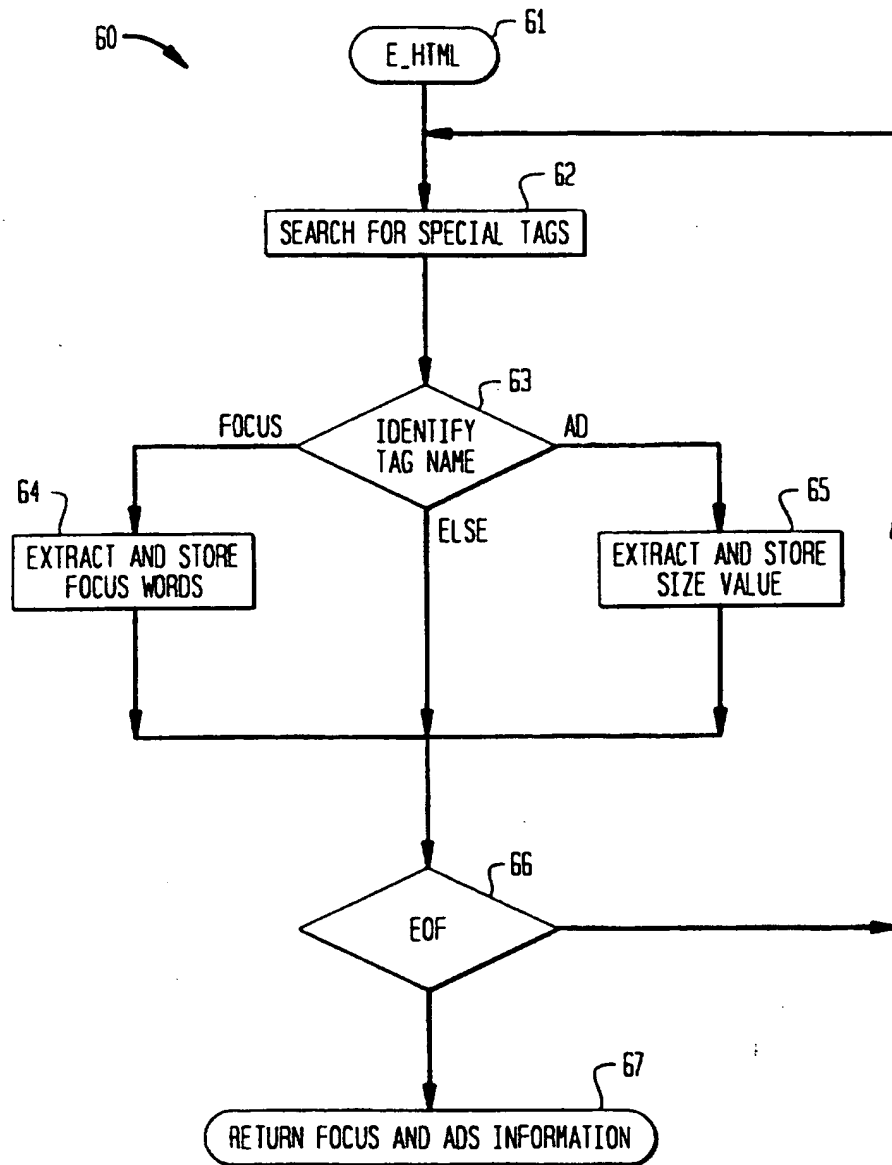 60
61
E_HTML
62
SEARCH FOR SPECIAL TAGS
63
FOCUS
IDENTIFY
TAG NAME
AD
64
ELSE
65
EXTRACT AND STORE
FOCUS WORDS
EXTRACT AND STORE
SIZE VALUE
66
EOF
67
RETURN FOCUS AND ADS INFORMATION